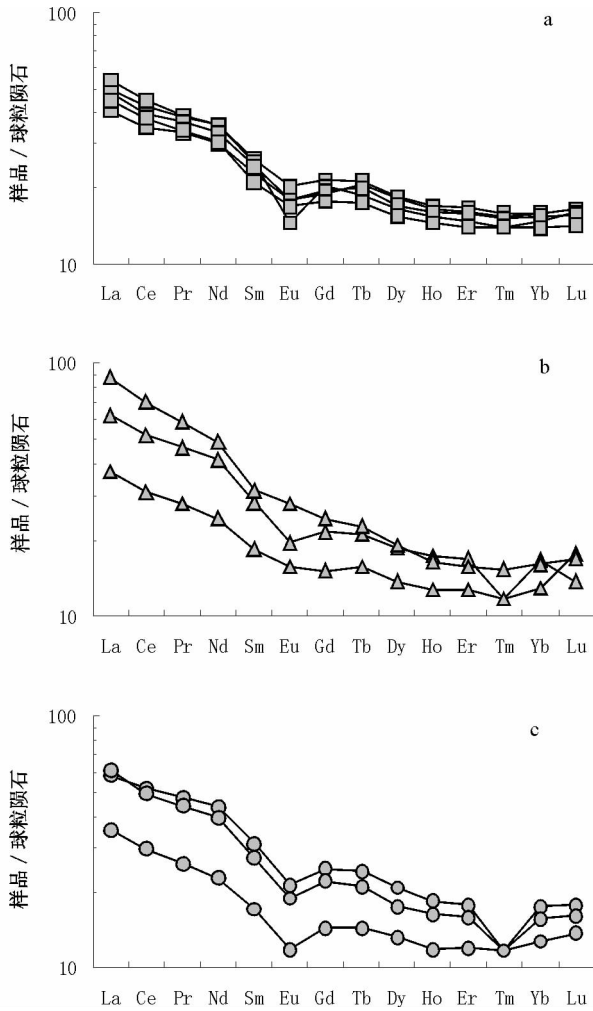 a
100
样品/球粒陨石
10
La Ce Pr Nd Sm Eu Gd Tb Dy Ho Er Tm Yb Lu
b
100
样品/球粒陨石
10
La Ce Pr Nd Sm Eu Gd Tb Dy Ho Er Tm Yb Lu
c
100
样品/球粒陨石
10
La Ce Pr Nd Sm Eu Gd Tb Dy Ho Er Tm Yb Lu